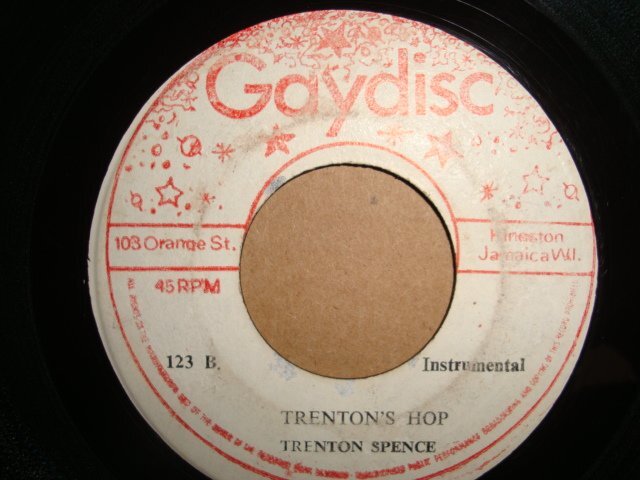 Gaydisc
103 Orange St.
Kingston
Jamaica W.I.
45 RPM
123 B.
Instrumental
TRENTON'S HOP
TRENTON SPENCE